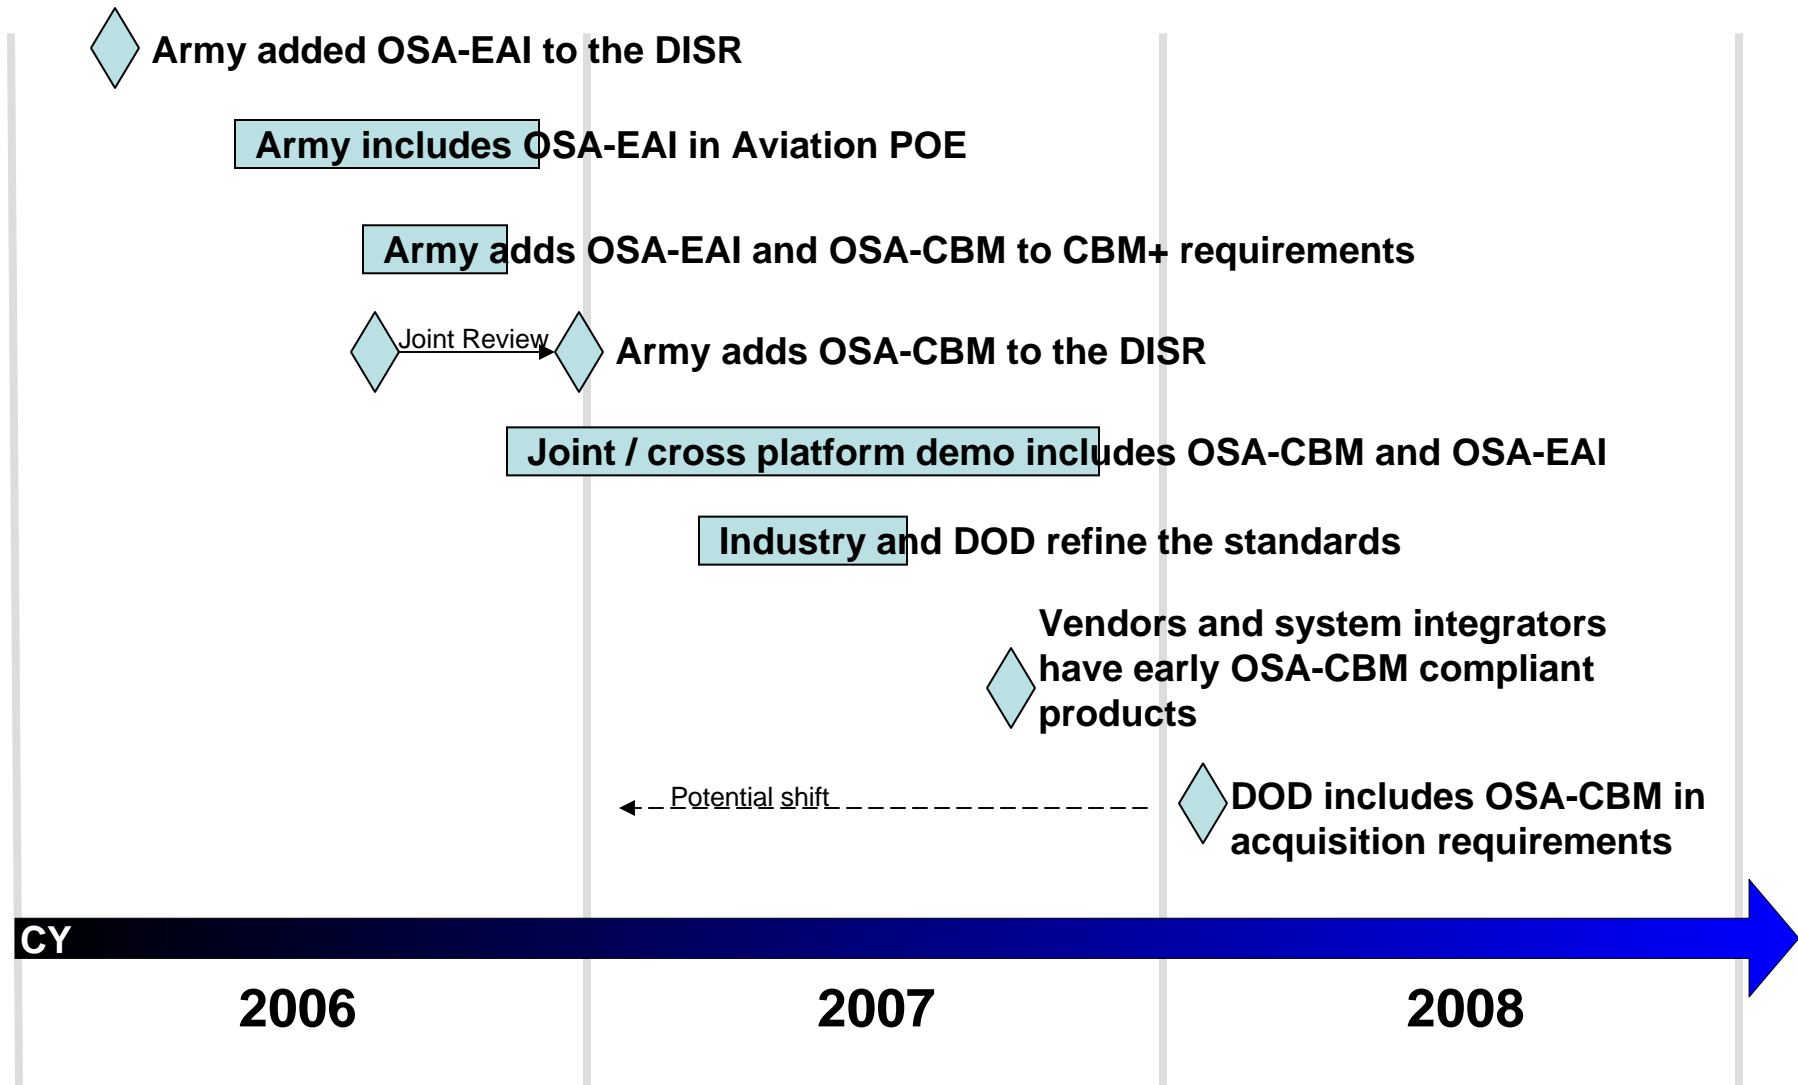 Army added OSA-EAI to the DISR
Army includes OSA-EAI in Aviation POE
Army adds OSA-EAI and OSA-CBM to CBM+ requirements
Joint Review
Army adds OSA-CBM to the DISR
Joint / cross platform demo includes OSA-CBM and OSA-EAI
Industry and DOD refine the standards
Vendors and system integrators
have early OSA-CBM compliant
products
Potential shift
DOD includes OSA-CBM in
acquisition requirements
CY
2006
2007
2008